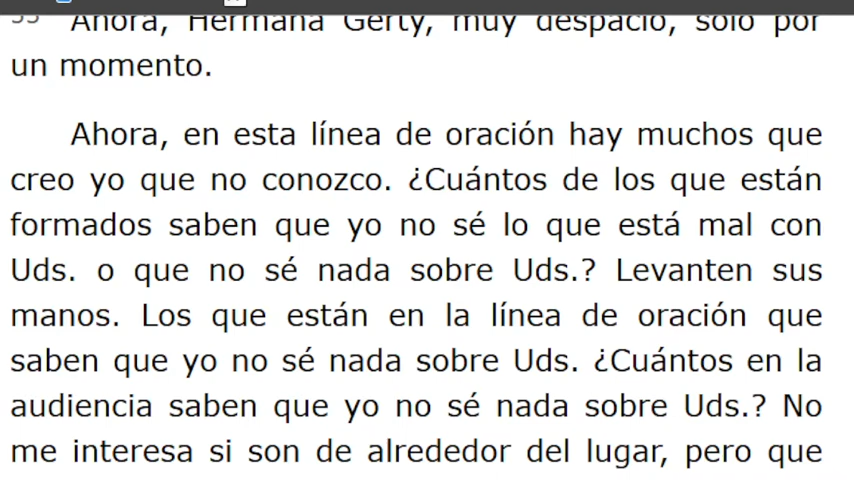 55 Ahora, Hermana Gerty, muy despacio, sólo por
un momento.
Ahora, en esta línea de oración hay muchos que
creo yo que no conozco. ¿Cuántos de los que están
formados saben que yo no sé lo que está mal con
Uds. o que no sé nada sobre Uds.? Levanten sus
manos. Los que están en la línea de oración que
saben que yo no sé nada sobre Uds. ¿Cuántos en la
audiencia saben que yo no sé nada sobre Uds.? No
me interesa si son de alrededor del lugar, pero que